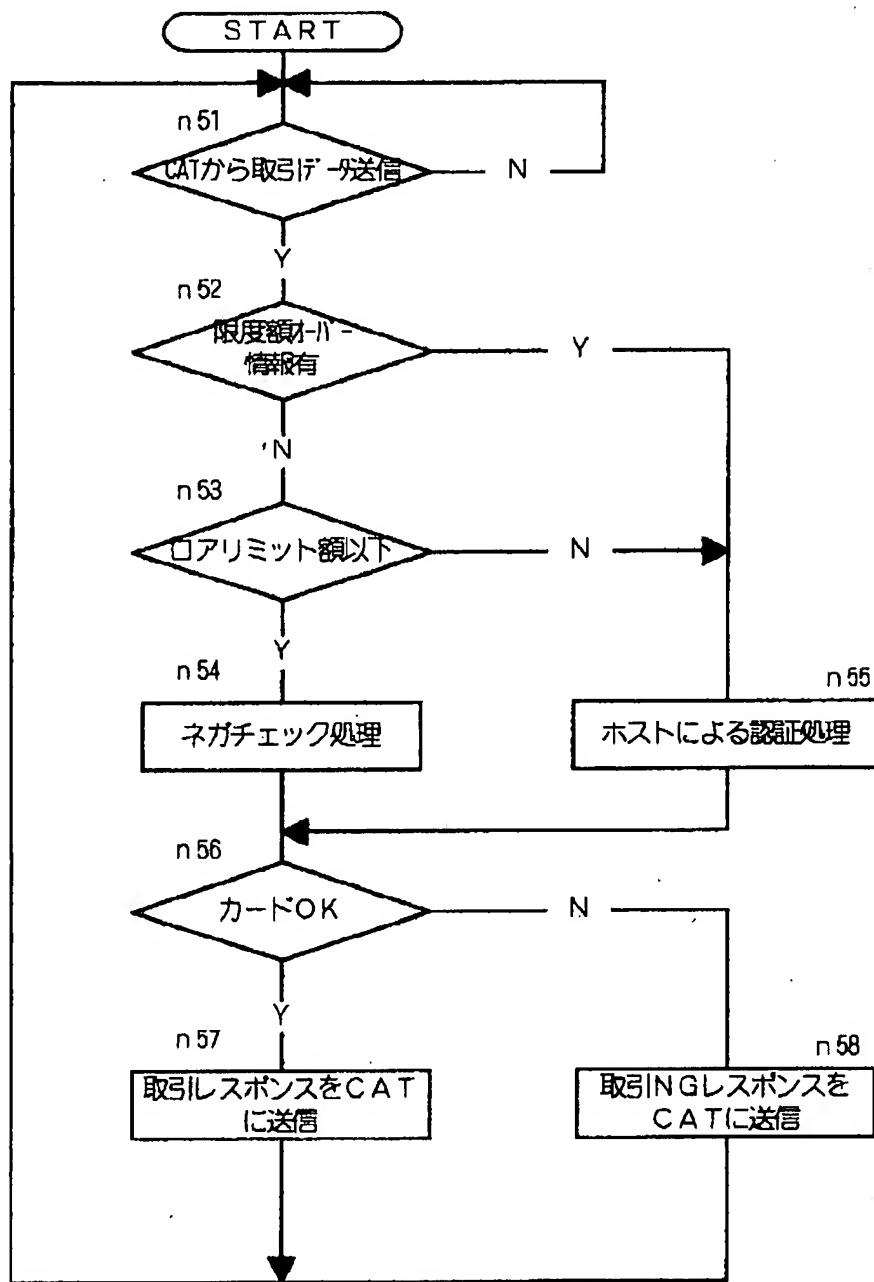 START
n51
CATから取引データ送信
N
Y
n52
限度額オーバー
情報有
Y
N
n53
ロアリミット額以下
N
Y
n54
ネガチェック処理
n55
ホストによる認証処理
n56
カードOK
N
Y
n57
取引レスポンスをCAT
に送信
n58
取引NGレスポンスを
CATに送信